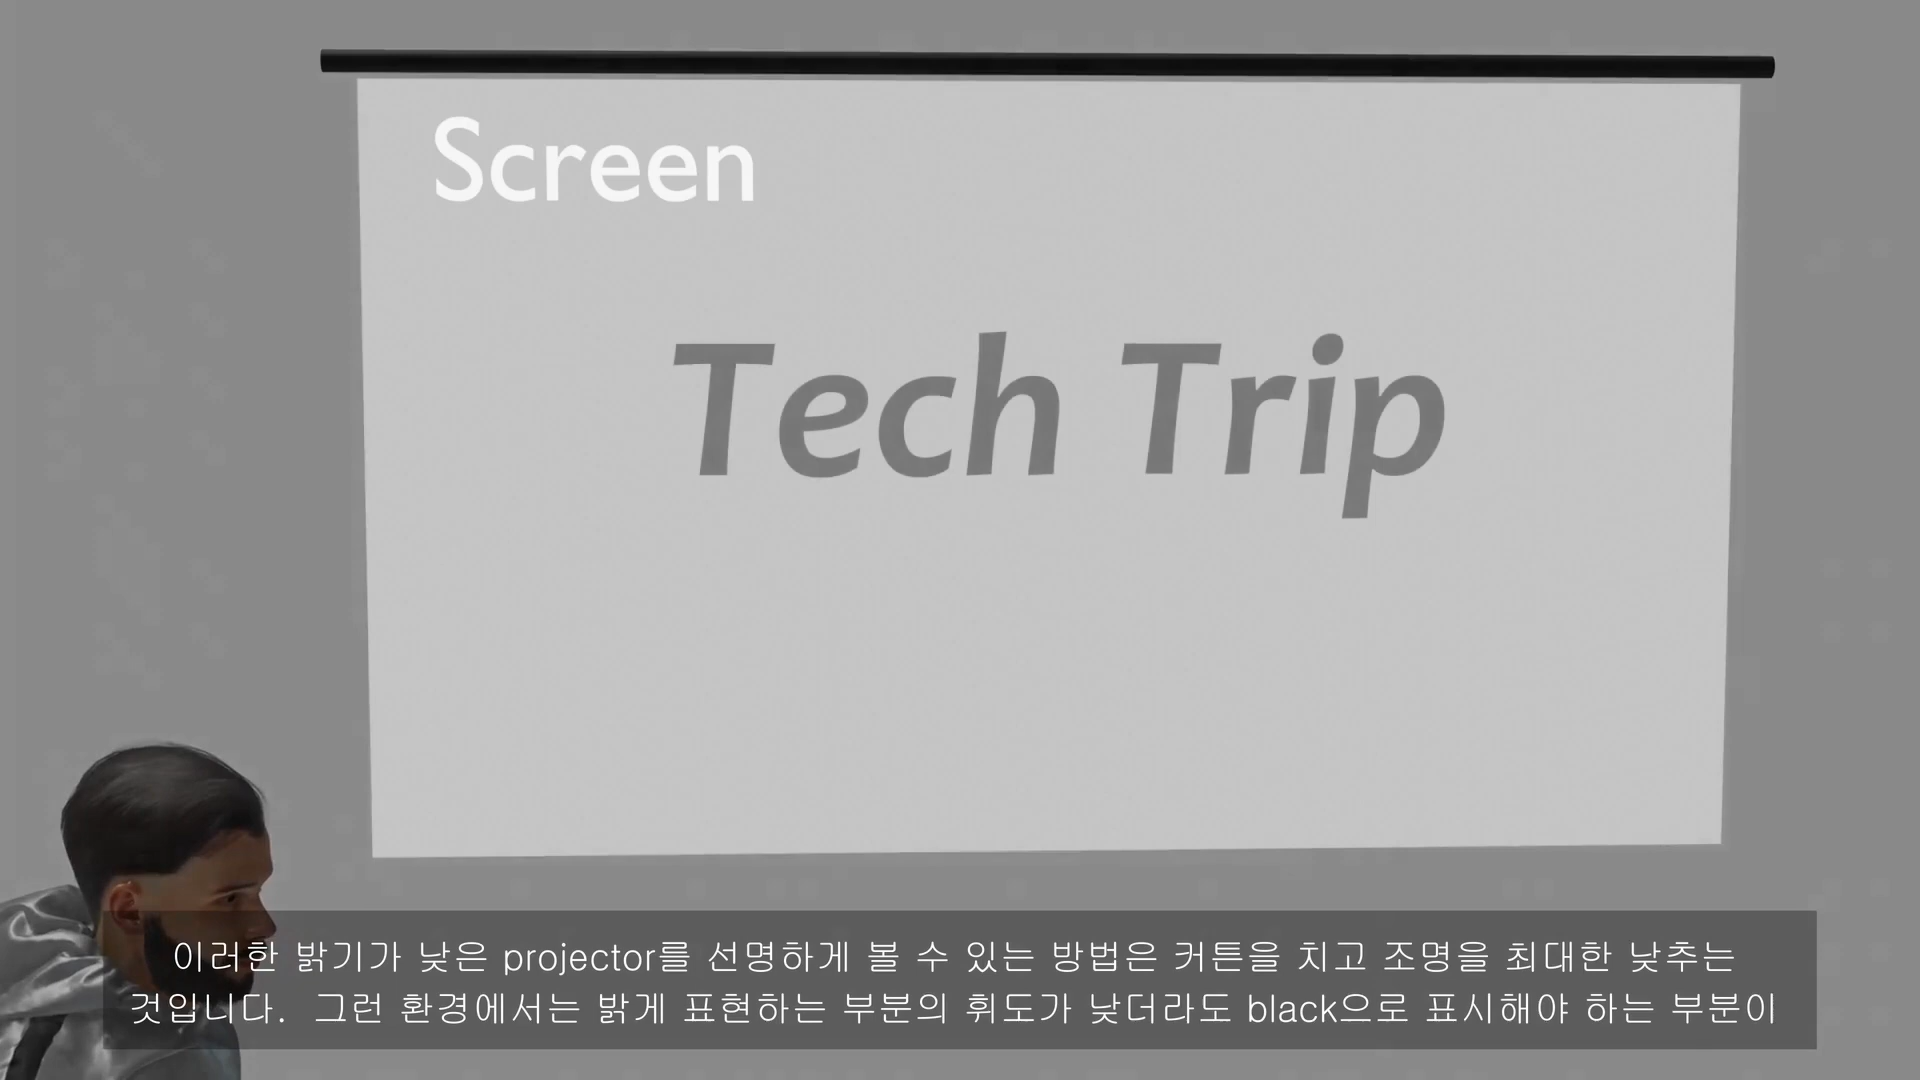 Screen
Tech Trip
이러한 밝기가 낮은 projector를 선명하게 볼 수 있는 방법은 커튼을 치고 조명을 최대한 낮추는
것입니다. 그런 환경에서는 밝게 표현하는 부분의 휘도가 낮더라도 black으로 표시해야 하는 부분이